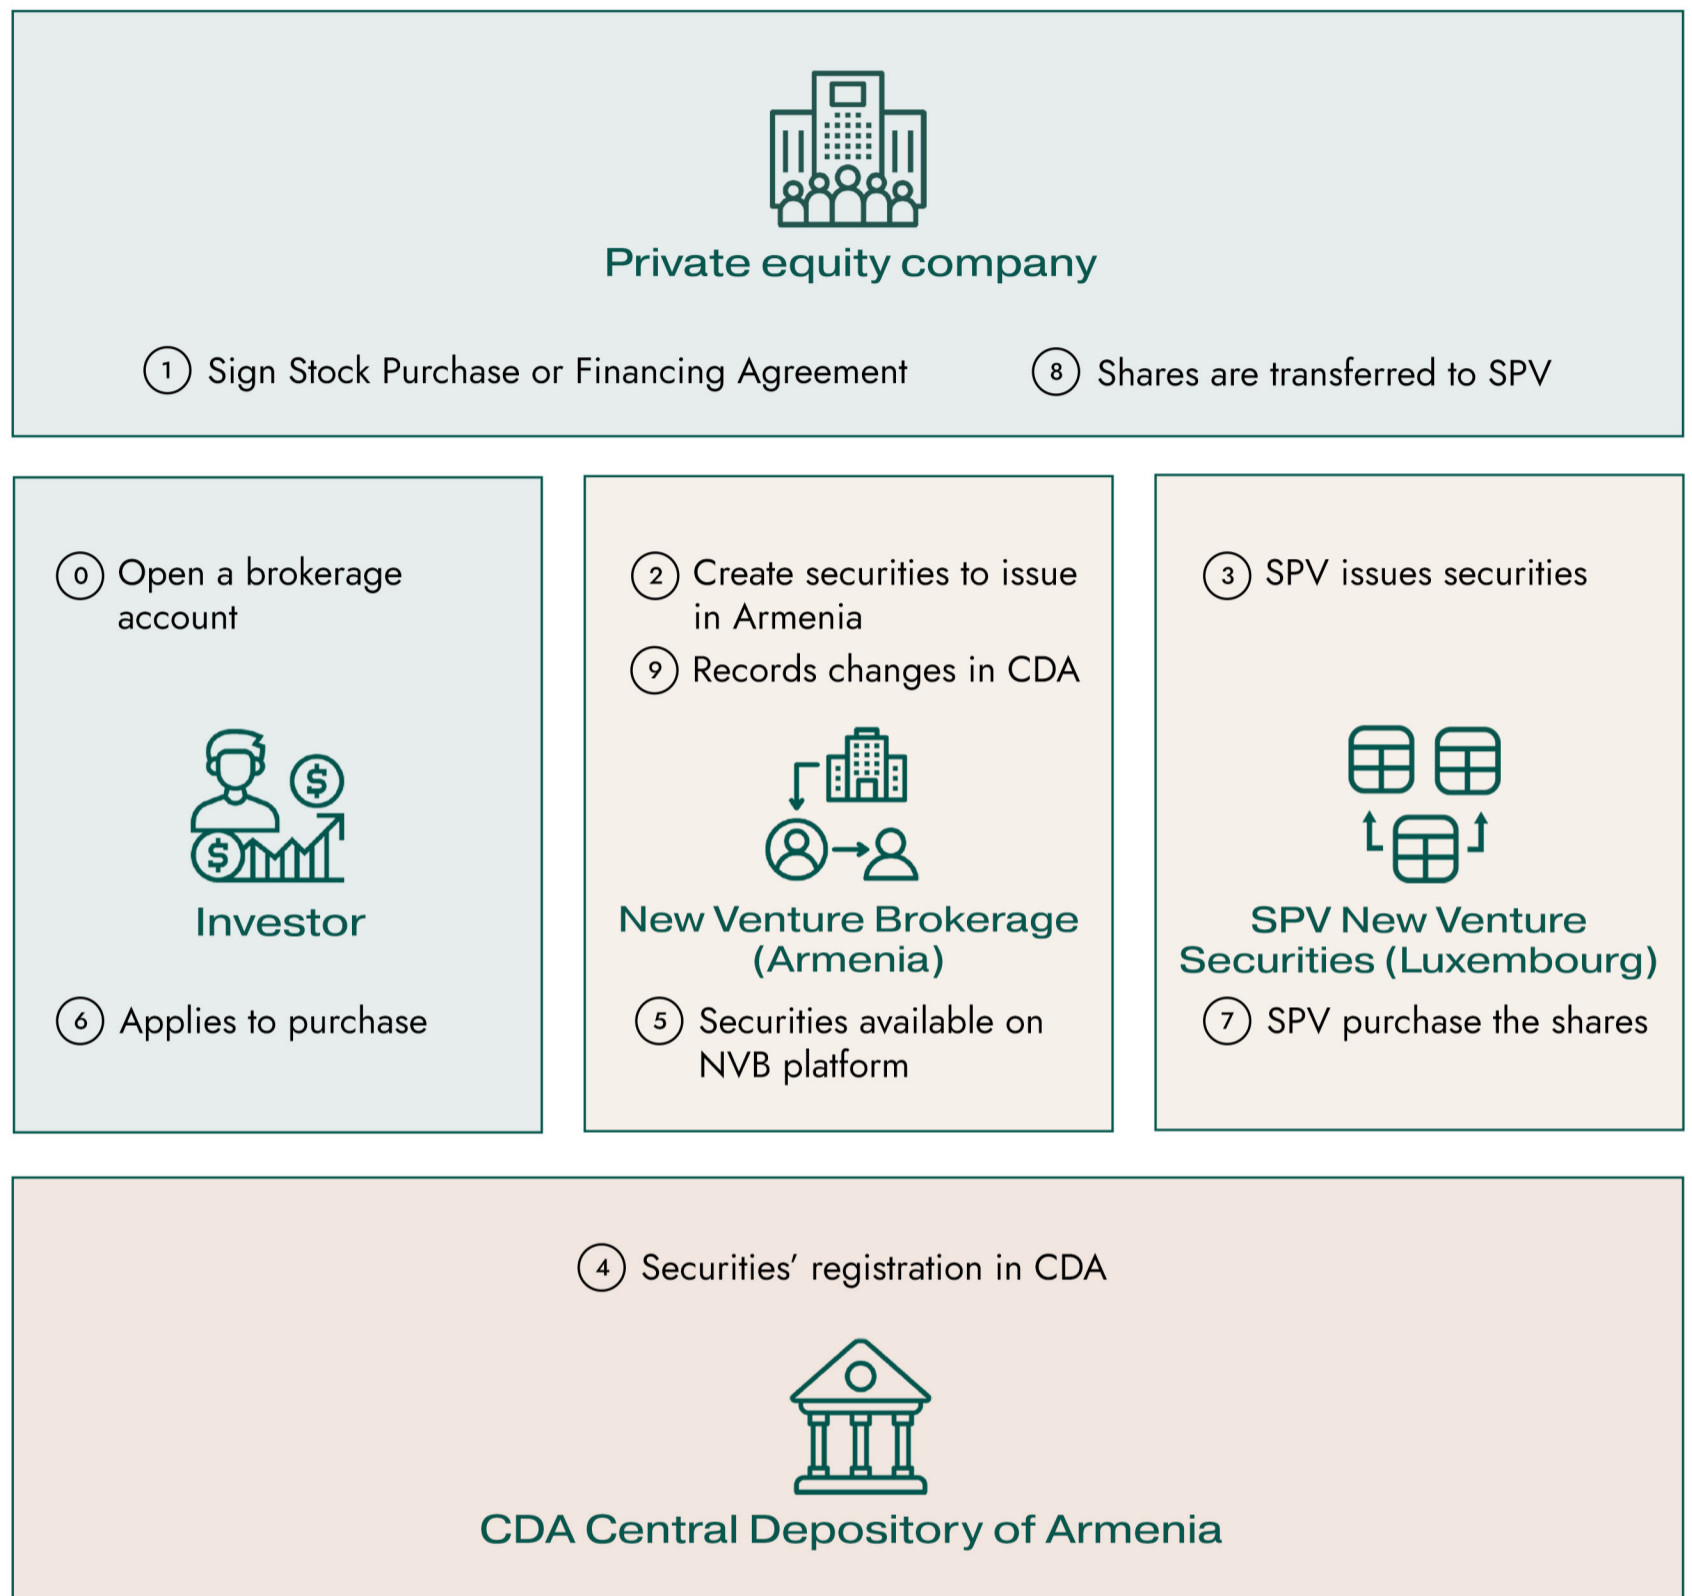 Private equity company
1 Sign Stock Purchase or Financing Agreement
8 Shares are transferred to SPV
0 Open a brokerage
account
Investor
6 Applies to purchase
2 Create securities to issue
in Armenia
9 Records changes in CDA
New Venture Brokerage
(Armenia)
5 Securities available on
NVB platform
3 SPV issues securities
SPV New Venture
Securities (Luxembourg)
7 SPV purchase the shares
4 Securities’ registration in CDA
CDA Central Depository of Armenia